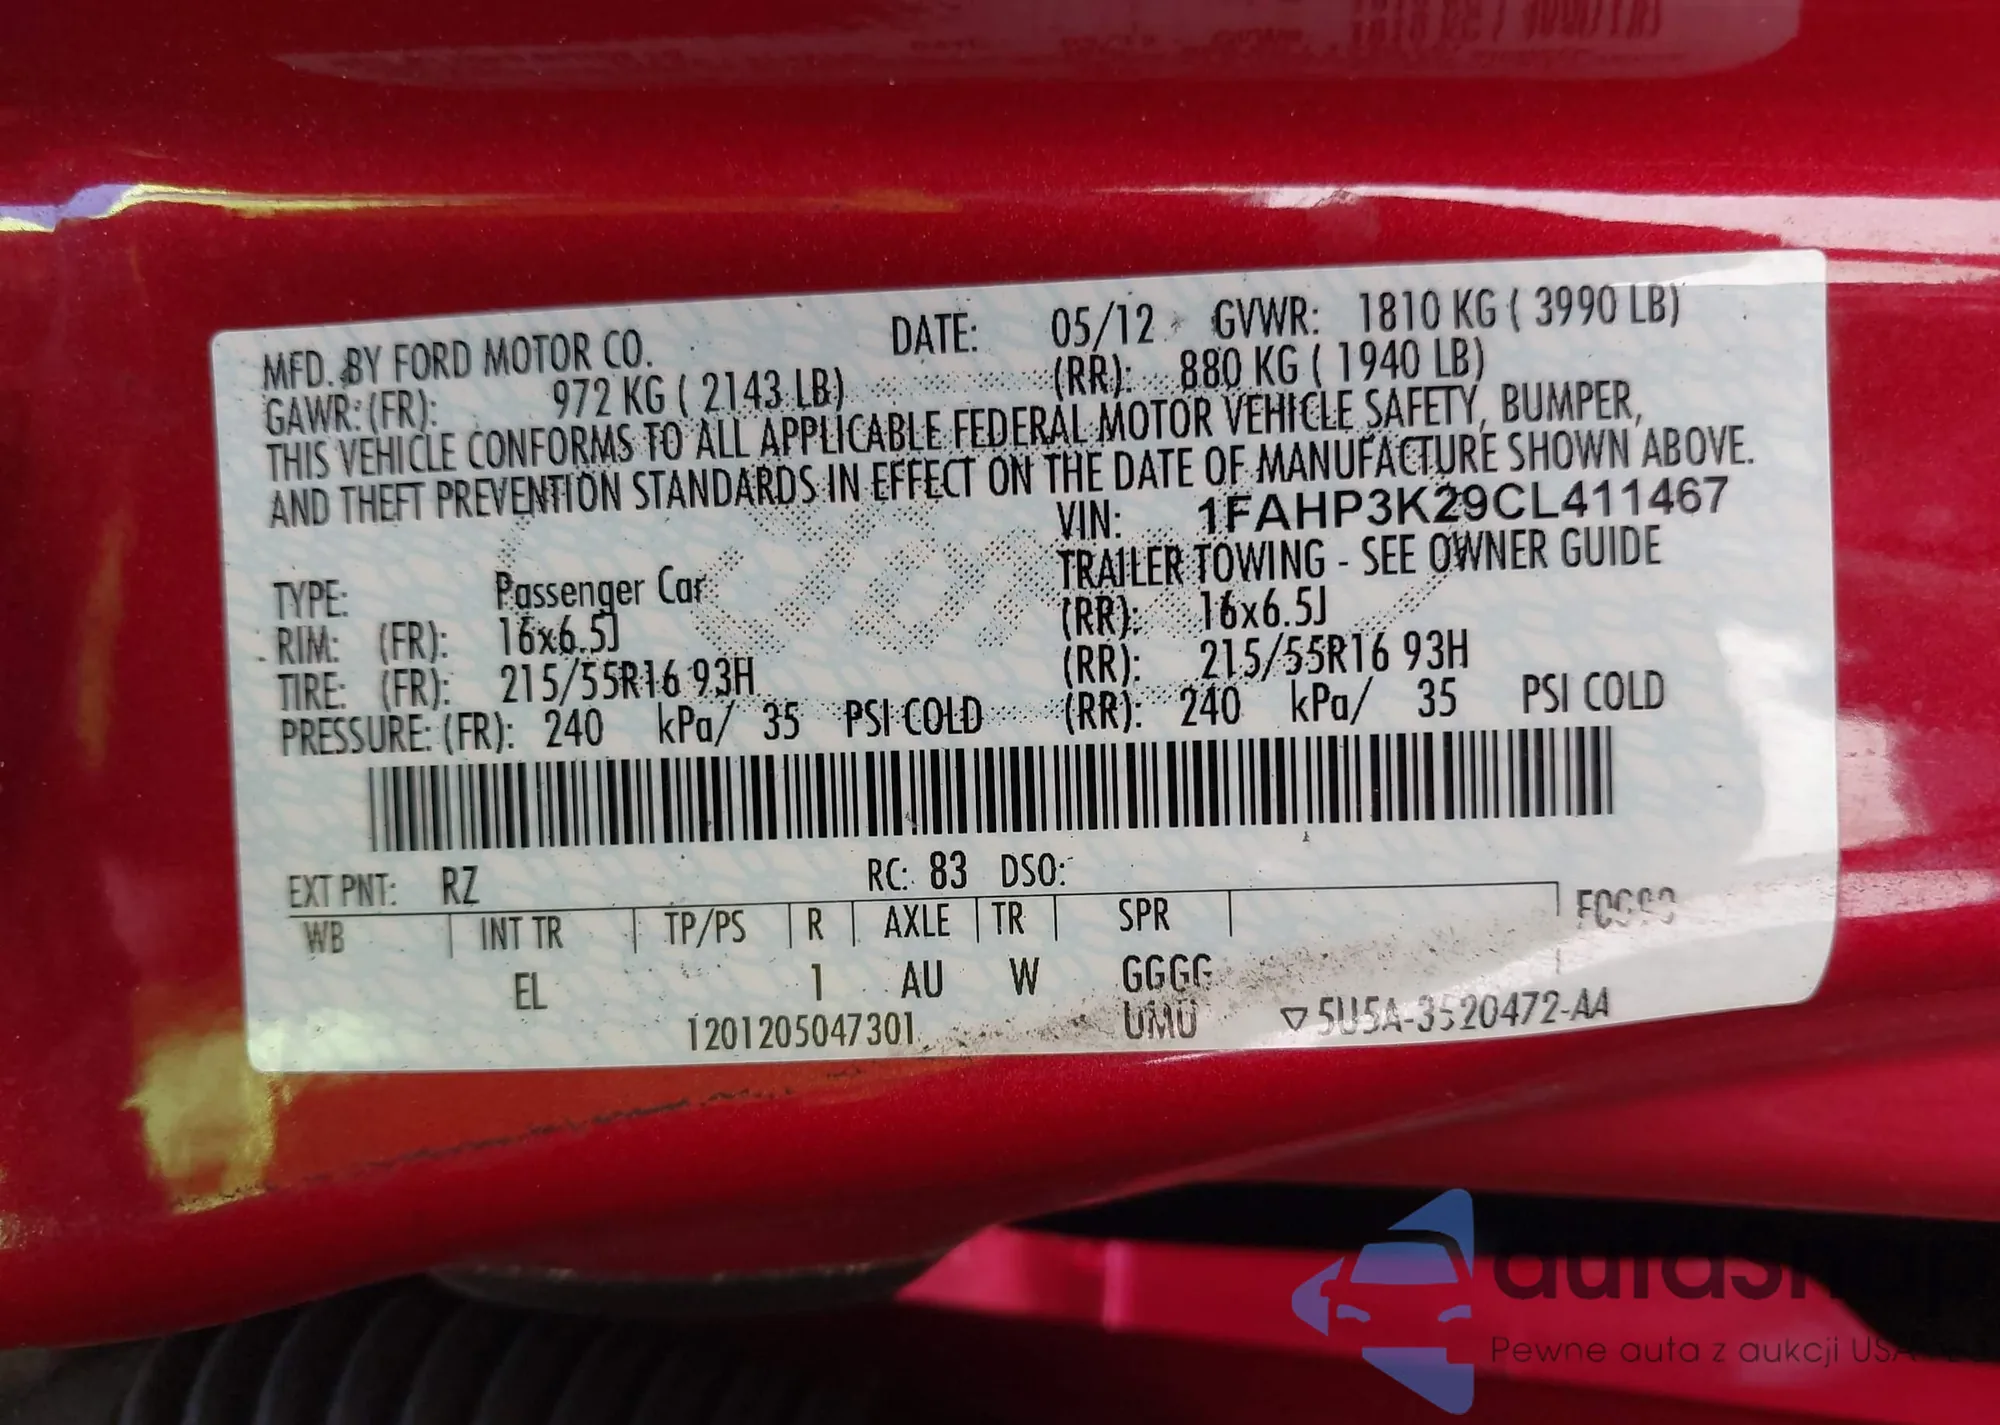 MFD. BY FORD MOTOR CO. DATE: 05/12 GVWR: 1810 KG ( 3990 LB)
GAWR: (FR): 972 KG ( 2143 LB) (RR): 880 KG ( 1940 LB)
THIS VEHICLE CONFORMS TO ALL APPLICABLE FEDERAL MOTOR VEHICLE SAFETY, BUMPER,
AND THEFT PREVENTION STANDARDS IN EFFECT ON THE DATE OF MANUFACTURE SHOWN ABOVE.
VIN: 1FAHP3K29CL411467
TYPE: Passenger Car TRAILER TOWING - SEE OWNER GUIDE
RIM: (FR): 16x6.5J (RR): 16x6.5J
TIRE: (FR): 215/55R16 93H (RR): 215/55R16 93H
PRESSURE: (FR): 240 kPa/ 35 PSI COLD (RR): 240 kPa/ 35 PSI COLD
EXT PNT: RZ RC: 83 DSO:
WB INT TR TP/PS R AXLE TR SPR
EL 1 AU W GGGG
1201205047301 UMU ▽5U5A-3520472-AA
autaShop
Pewne auta z aukcji USA